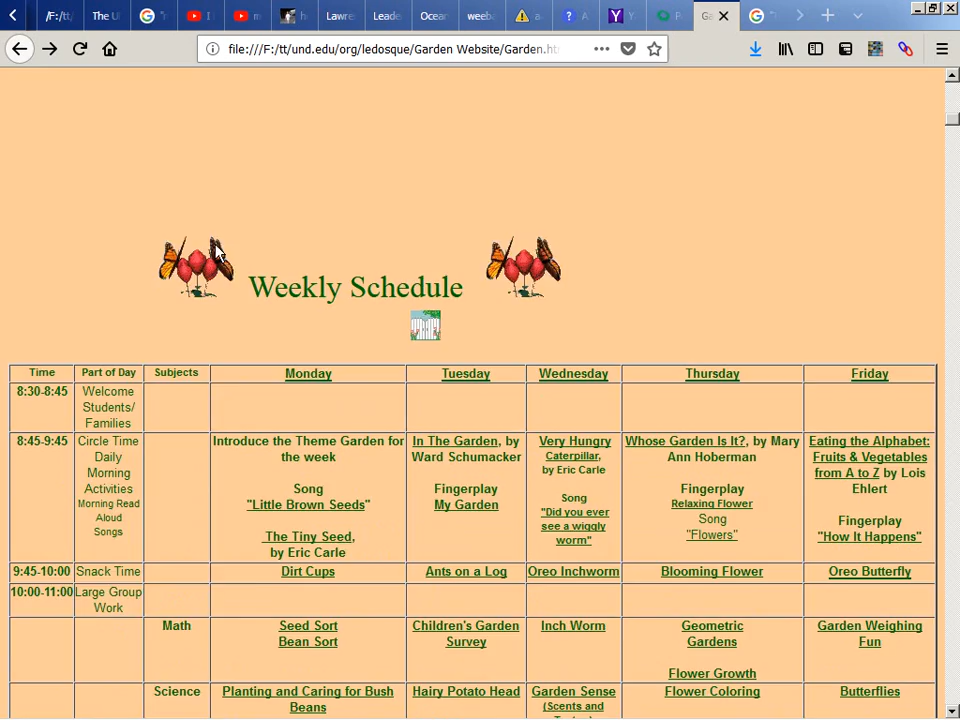 /F:/tt/
The U
Lawre
Leade
Ocean
weeb
file:///F:/tt/und.edu/org/ledosque/Garden Website/Garden.ht
Weekly Schedule
Time Part of Day Subjects Monday Tuesday Wednesday Thursday Friday
8:30-8:45
Welcome
Students/
Families
8:45-9:45
Circle Time
Daily
Morning
Activities
Morning Read
Aloud
Songs
Introduce the Theme Garden for
the week
Song
"Little Brown Seeds"
The Tiny Seed,
by Eric Carle
In The Garden, by
Ward Schumacker
Fingerplay
My Garden
Very Hungry
Caterpillar,
by Eric Carle
Song
"Did you ever
see a wiggly
worm"
Whose Garden Is It?, by Mary
Ann Hoberman
Fingerplay
Relaxing Flower
Song
"Flowers"
Eating the Alphabet:
Fruits & Vegetables
from A to Z by Lois
Ehlert
Fingerplay
"How It Happens"
9:45-10:00 Snack Time Dirt Cups Ants on a Log Oreo Inchworm Blooming Flower Oreo Butterfly
10:00-11:00 Large Group
Work
Math
Seed Sort
Bean Sort
Children's Garden
Survey
Inch Worm
Geometric
Gardens
Flower Growth
Garden Weighing
Fun
Science
Planting and Caring for Bush
Beans
Hairy Potato Head
Garden Sense
(Scents and
Flower Coloring
Butterflies